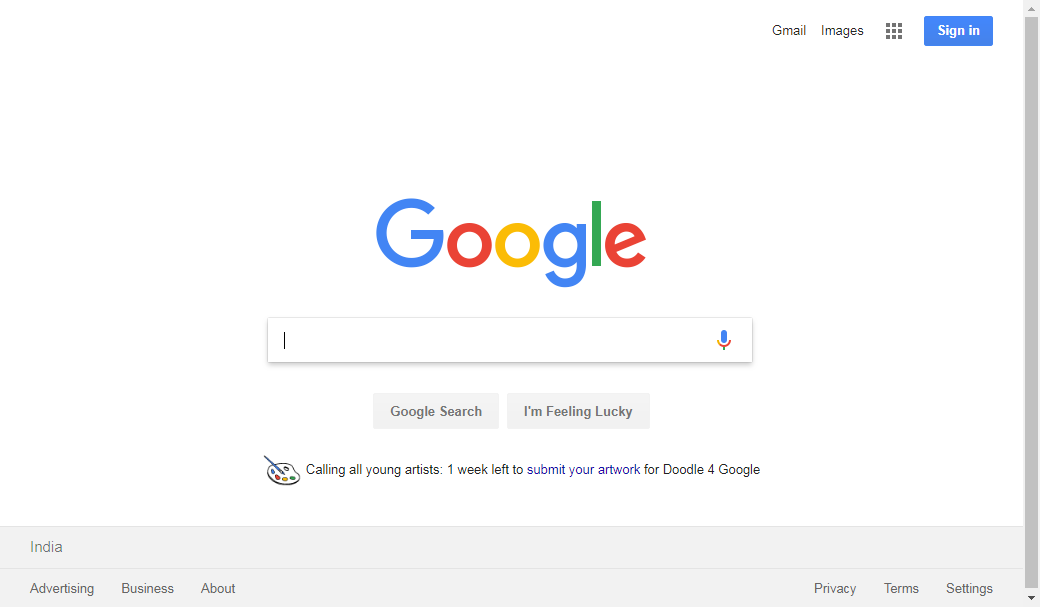 Gmail Images Sign in
Google
Google Search I'm Feeling Lucky
Calling all young artists: 1 week left to submit your artwork for Doodle 4 Google
India
Advertising Business About Privacy Terms Settings